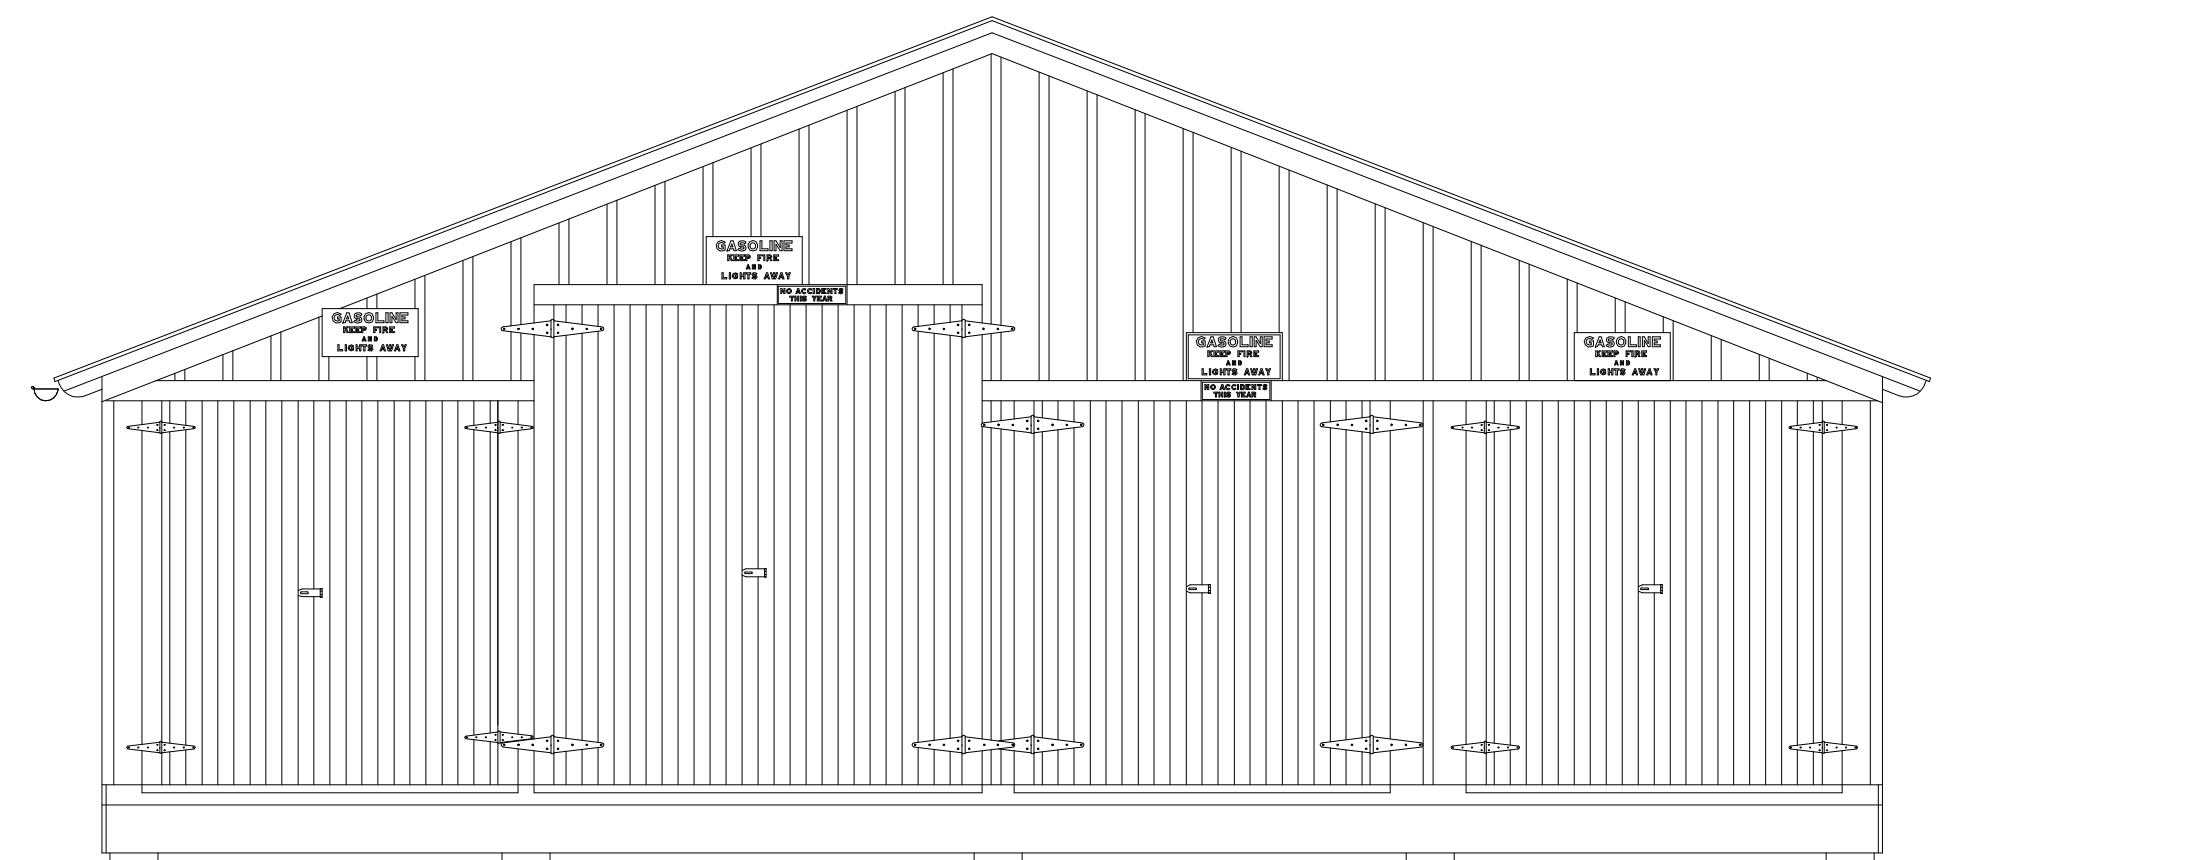 GASOLINE
KEEP FIRE
AND
LIGHTS AWAY
NO ACCIDENTS
THIS YEAR
GASOLINE
KEEP FIRE
AND
LIGHTS AWAY
GASOLINE
KEEP FIRE
AND
LIGHTS AWAY
NO ACCIDENTS
THIS YEAR
GASOLINE
KEEP FIRE
AND
LIGHTS AWAY